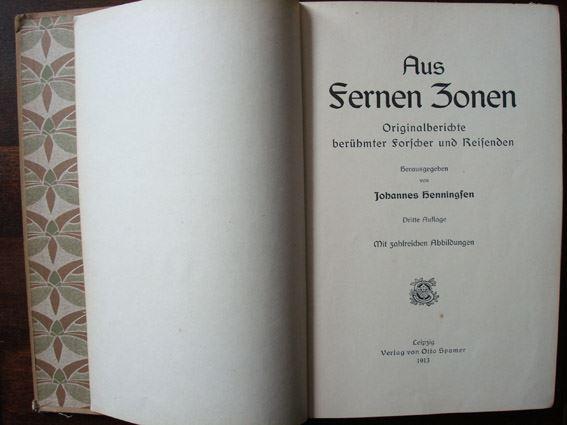 Aus
Fernen Zonen
Originalberichte
berühmter Forscher und Reisenden
Herausgegeben
von
Johannes Henningsen
Dritte Auflage
Mit zahlreichen Abbildungen
Leipzig
Verlag von Otto Spamer
1913